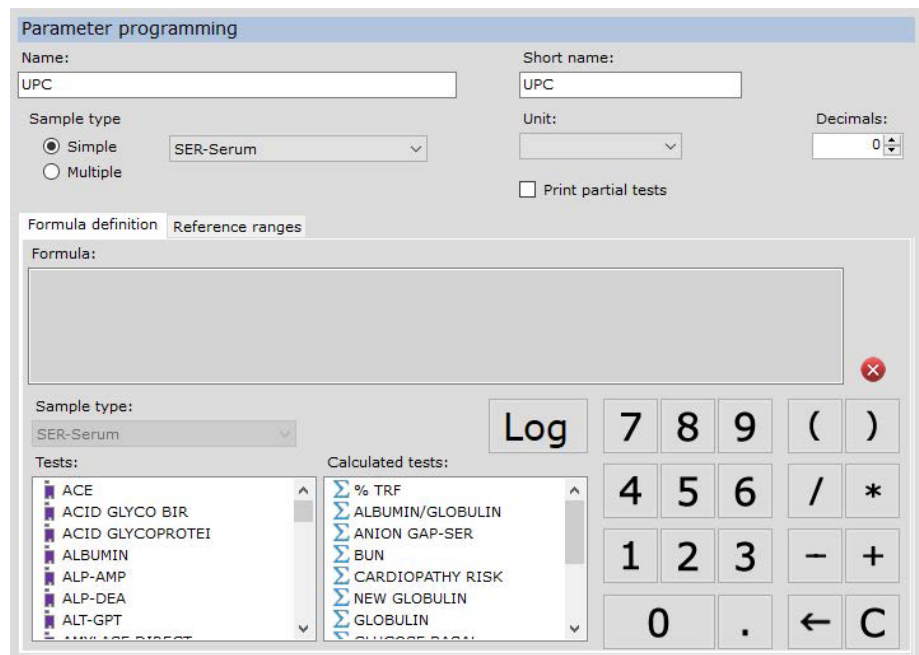 Parameter programming
Name:
Short name:
UPC
UPC
Sample type
Unit:
Decimals:
Simple
SER-Serum
0
Multiple
Print partial tests
Formula definition
Reference ranges
Formula:
Sample type:
SER-Serum
Log
7 8 9 ( )
Tests:
Calculated tests:
ACE
ACID GLYCO BIR
ACID GLYCOPROTEI
ALBUMIN
ALP-AMP
ALP-DEA
ALT-GPT
AMYLASE DIRECT
% TRF
ALBUMIN/GLOBULIN
ANION GAP-SER
BUN
CARDIOPATHY RISK
NEW GLOBULIN
GLOBULIN
4 5 6 / *
1 2 3 - +
0 . ← C